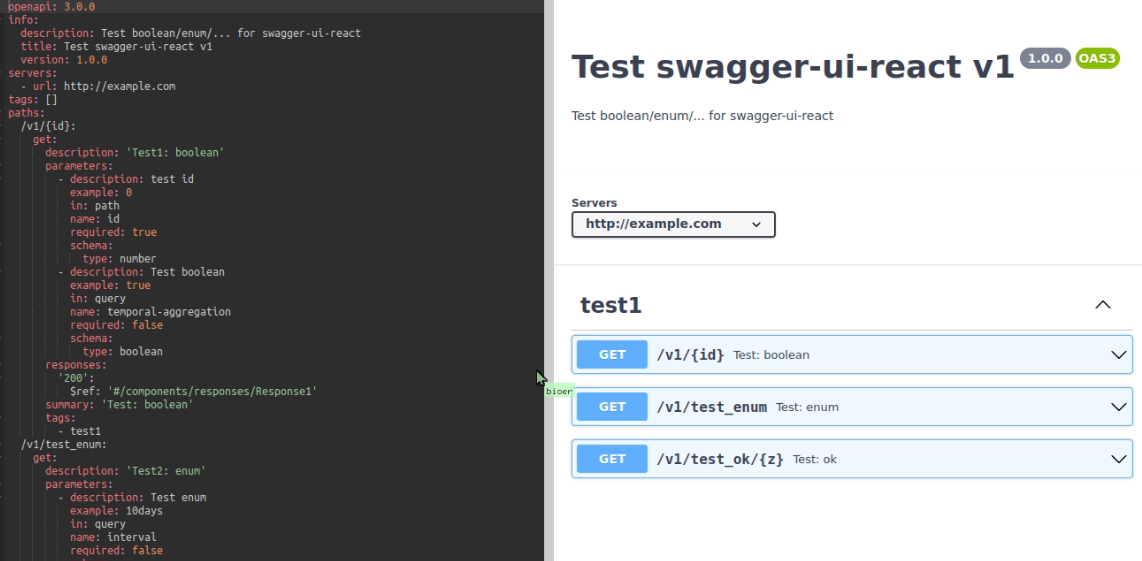 openapi: 3.0.0
info:
  description: Test boolean/enum/... for swagger-ui-react
  title: Test swagger-ui-react v1
  version: 1.0.0
servers:
  - url: http://example.com
tags: []
paths:
  /v1/{id}:
    get:
      description: 'Test1: boolean'
      parameters:
        - description: test id
          example: 0
          in: path
          name: id
          required: true
          schema:
            type: number
        - description: Test boolean
          example: true
          in: query
          name: temporal-aggregation
          required: false
          schema:
            type: boolean
      responses:
        '200':
          $ref: '#/components/responses/Response1'
      summary: 'Test: boolean'
      tags:
        - test1
  /v1/test_enum:
    get:
      description: 'Test2: enum'
      parameters:
        - description: Test enum
          example: 10days
          in: query
          name: interval
          required: false
bioer
Test swagger-ui-react v1 1.0.0 OAS3
Test boolean/enum/... for swagger-ui-react
Servers
http://example.com
test1
GET /v1/{id} Test: boolean
GET /v1/test_enum Test: enum
GET /v1/test_ok/{z} Test: ok